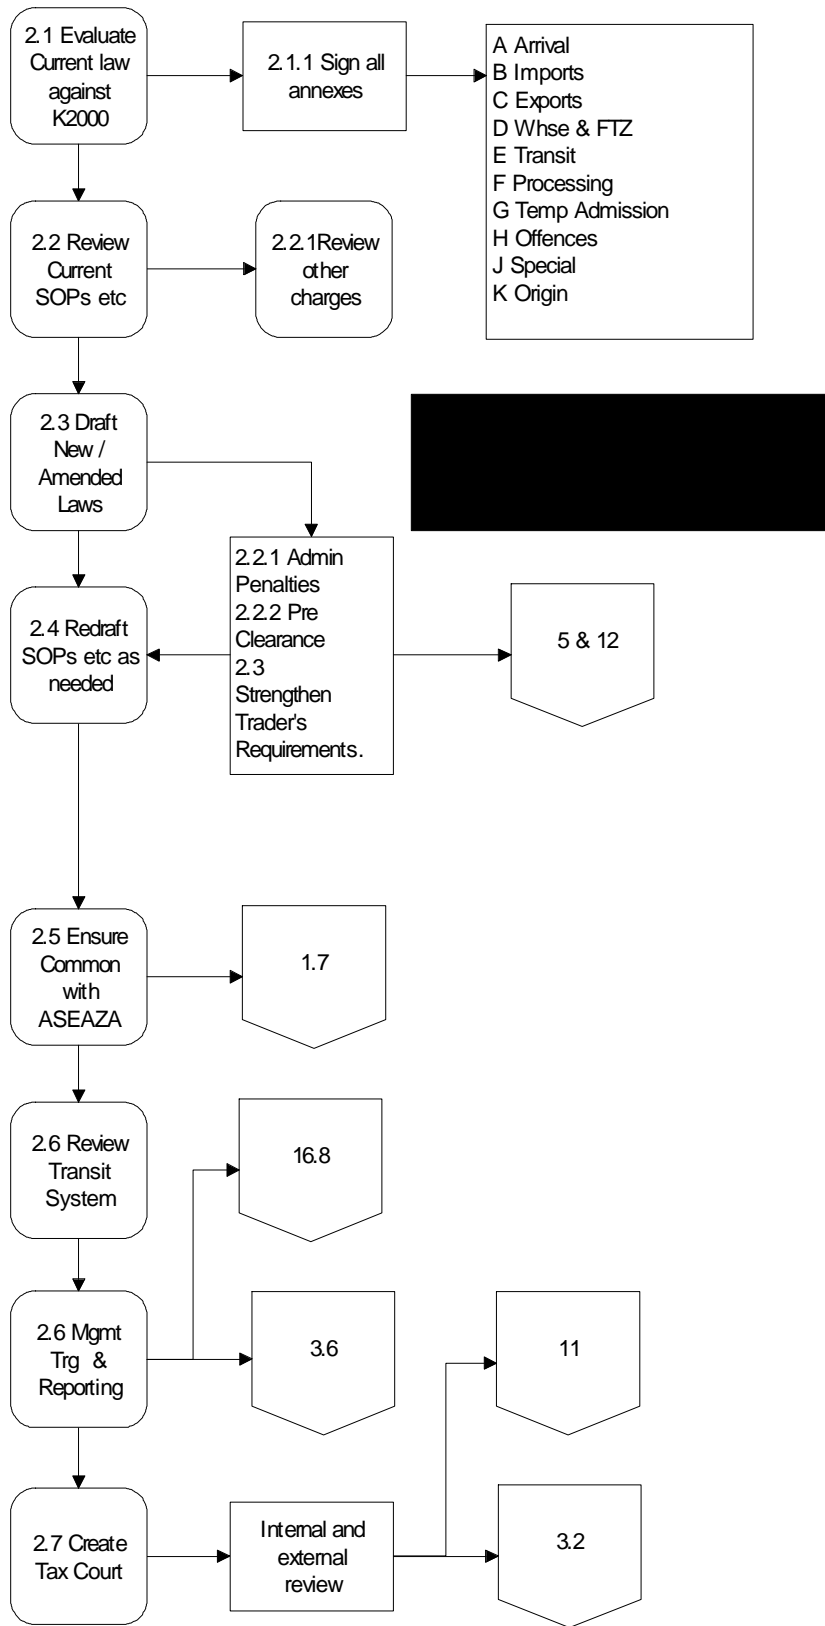 2.1 Evaluate
Current law
against
K2000
2.1.1 Sign all
annexes
A Arrival
B Imports
C Exports
D Whse & FTZ
E Transit
F Processing
G Temp Admission
H Offences
J Special
K Origin
2.2 Review
Current
SOPs etc
2.2.1Review
other
charges
2.3 Draft
New /
Amended
Laws
2.2.1 Admin
Penalties
2.2.2 Pre
Clearance
2.3
Strengthen
Trader's
Requirements.
2.4 Redraft
SOPs etc as
needed
5 & 12
2.5 Ensure
Common
with
ASEAZA
1.7
2.6 Review
Transit
System
16.8
2.6 Mgmt
Trg & 
Reporting
3.6
11
2.7 Create
Tax Court
Internal and
external
review
3.2